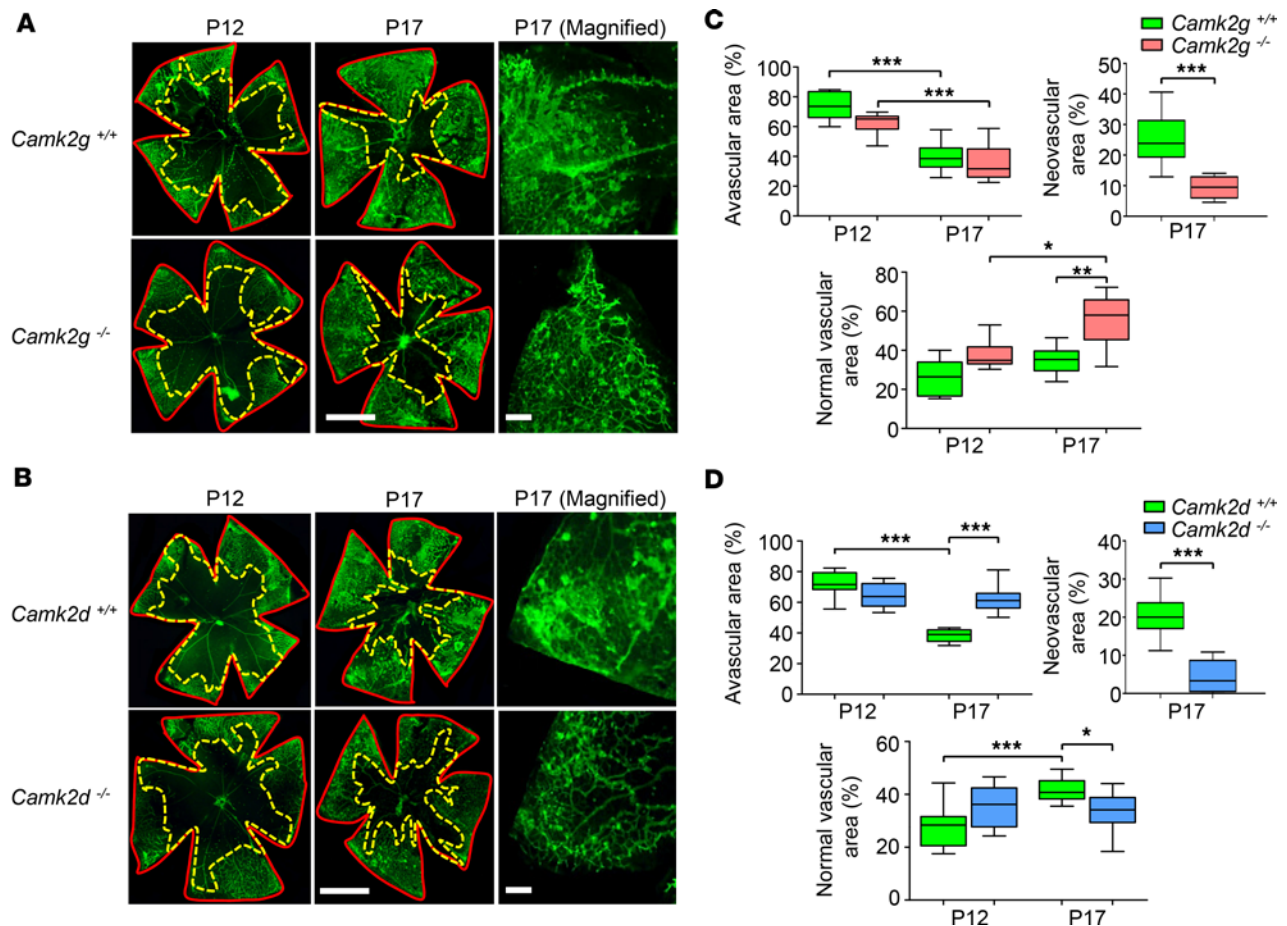 A
P12
P17
P17 (Magnified)
Camk2g +/+
Camk2g -/-
B
P12
P17
P17 (Magnified)
Camk2d +/+
Camk2d -/-
C
Camk2g +/+
Camk2g -/-
Avascular area (%)
100
80
60
40
20
0
***
***
P12
P17
Neovascular
area (%)
50
40
30
20
10
0
***
P17
Normal vascular
area (%)
80
60
40
20
0
*
**
P12
P17
D
Camk2d +/+
Camk2d -/-
Avascular area (%)
100
80
60
40
20
0
***
***
P12
P17
Neovascular
area (%)
40
30
20
10
0
***
P17
Normal vascular
area (%)
60
40
20
0
***
*
P12
P17